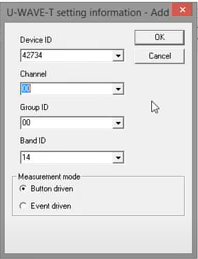 U-WAVE-T setting information - Add
Device ID
OK
42734
Cancel
Channel
00
Group ID
00
Band ID
14
Measurement mode
Button driven
Event driven